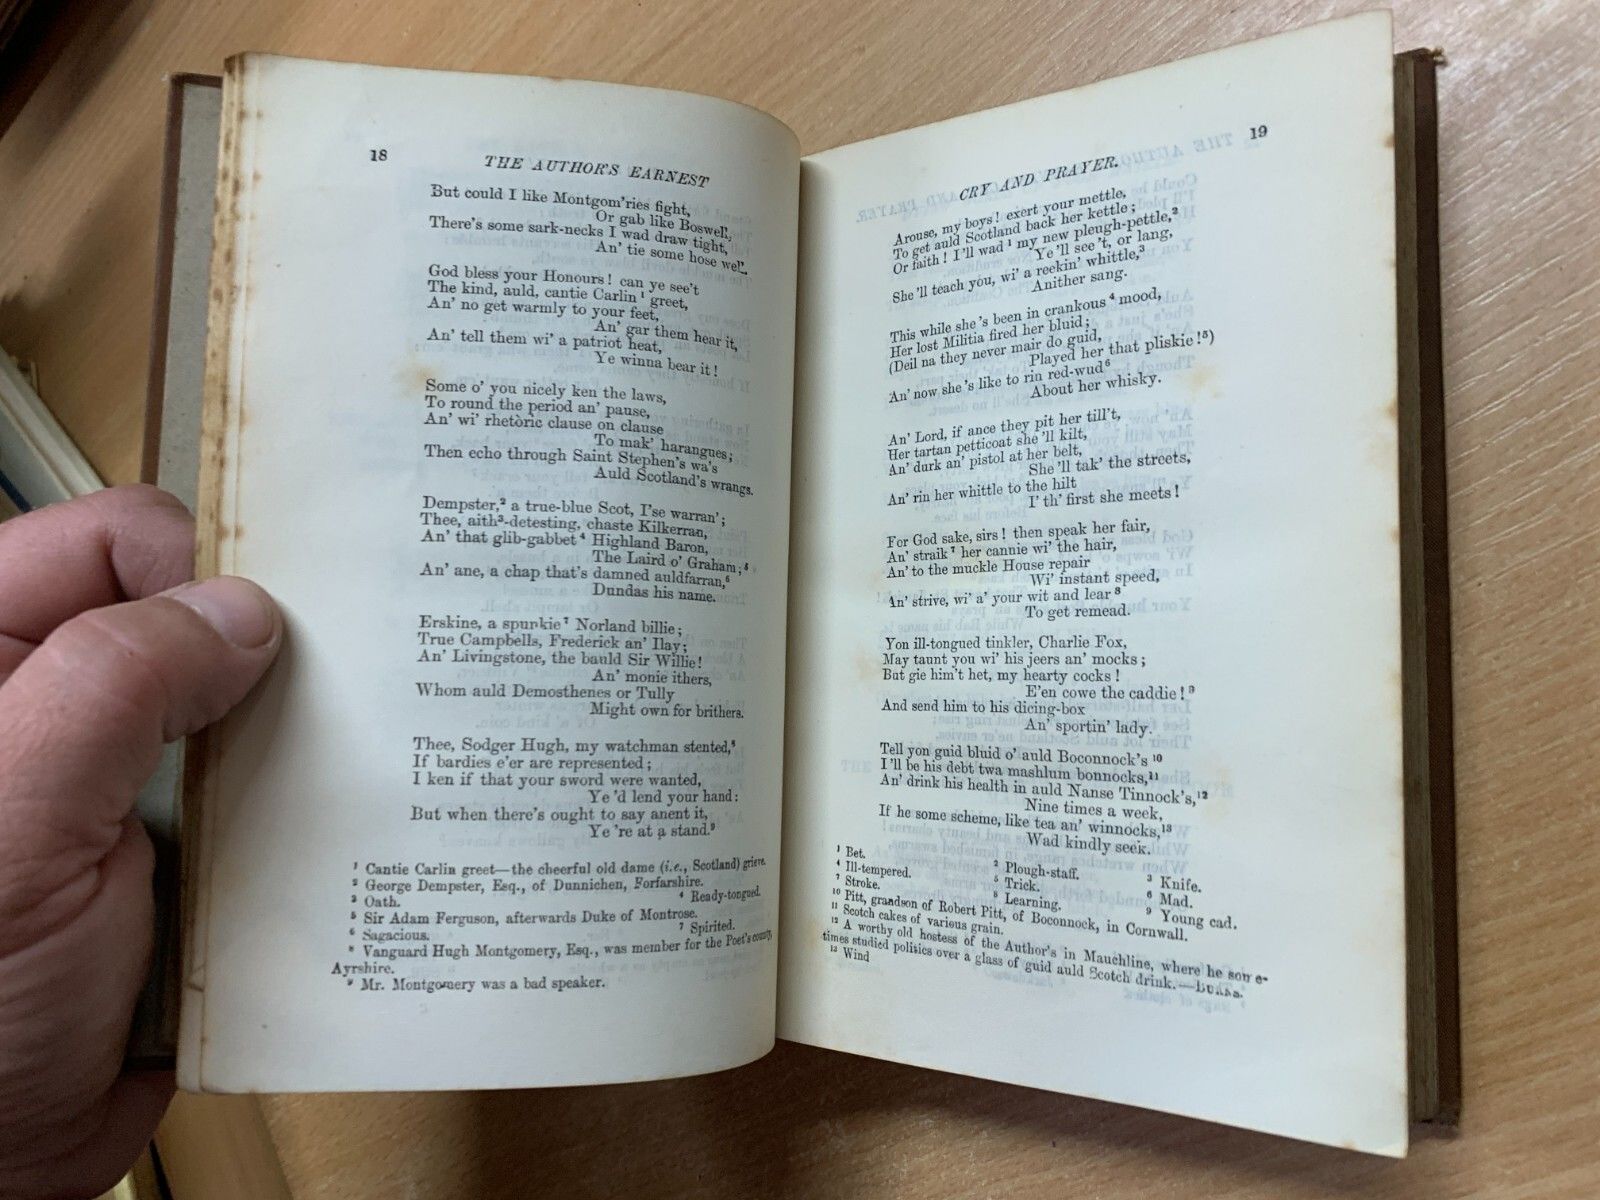 18
THE AUTHOR'S EARNEST
But could I like Montgom'ries fight,
Or gab like Boswell,
There's some sark-necks I wad draw tight,
An' tie some hose well.
God bless your Honours! can ye see't
The kind, auld, cantie Carlin ¹ greet,
An' no get warmly to your feet,
An' gar them hear it,
An' tell them wi' a patriot heat,
Ye winna bear it!
Some o' you nicely ken the laws,
To round the period an' pause,
An' wi' rhetoric clause on clause
To mak' harangues;
Then echo through Saint Stephen's wa's
Auld Scotland's wrangs.
Dempster,² a true-blue Scot, I'se warran';
Thee, aith³-detesting, chaste Kilkerran,
An' that glib-gabbet ⁴ Highland Baron,
The Laird o' Graham;⁵
An' ane, a chap that's damned auldfarran,⁶
Dundas his name.
Erskine, a spunkie ⁷ Norland billie;
True Campbells, Frederick an' Ilay;
An' Livingstone, the bauld Sir Willie!
An' monie ithers,
Whom auld Demosthenes or Tully
Might own for brithers.
Thee, Sodger Hugh, my watchman stented,⁸
If bardies e'er are represented;
I ken if that your sword were wanted,
Ye'd lend your hand:
But when there's ought to say anent it,
Ye're at a stand.⁹
¹ Cantie Carlin greet—the cheerful old dame (i.e., Scotland) grieve.
² George Dempster, Esq., of Dunnichen, Forfarshire.
³ Oath. ⁴ Ready-tongued.
⁵ Sir Adam Ferguson, afterwards Duke of Montrose.
⁶ Sagacious. ⁷ Spirited.
⁸ Vanguard Hugh Montgomery, Esq., was member for the Poet's county,
Ayrshire.
⁹ Mr. Montgomery was a bad speaker.
19
CRY AND PRAYER.
Arouse, my boys! exert your mettle,
To get auld Scotland back her kettle;
Or faith! I'll wad ¹ my new pleugh-pettle,²
Ye'll see't, or lang,
She'll teach you, wi' a reekin' whittle,³
Anither sang.
This while she's been in crankous ⁴ mood,
Her lost Militia fired her bluid;
(Deil na they never mair do guid,
Played her that pliskie!⁵)
An' now she's like to rin red-wud⁶
About her whisky.
An' Lord, if ance they pit her till't,
Her tartan petticoat she'll kilt,
An' durk an' pistol at her belt,
She'll tak' the streets,
An' rin her whittle to the hilt
I' th' first she meets!
For God sake, sirs! then speak her fair,
An' straik ⁷ her cannie wi' the hair,
An' to the muckle House repair
Wi' instant speed,
An' strive, wi' a' your wit and lear ⁸
To get remead.
Yon ill-tongued tinkler, Charlie Fox,
May taunt you wi' his jeers an' mocks;
But gie him't het, my hearty cocks!
E'en cowe the caddie!⁹
And send him to his dicing-box
An' sportin' lady.
Tell yon guid bluid o' auld Boconnock's ¹⁰
I'll be his debt twa mashlum bonnocks,¹¹
An' drink his health in auld Nanse Tinnock's,¹²
Nine times a week,
If he some scheme, like tea an' winnocks,¹³
Wad kindly seek.
¹ Bet. ² Plough-staff. ³ Knife.
⁴ Ill-tempered. ⁵ Trick. ⁶ Mad.
⁷ Stroke. ⁸ Learning. ⁹ Young cad.
¹⁰ Pitt, grandson of Robert Pitt, of Boconnock, in Cornwall.
¹¹ Scotch cakes of various grain.
¹² A worthy old hostess of the Author's in Mauchline, where he some-
times studied politics over a glass of guid auld Scotch drink.—BURNS.
¹³ Wind